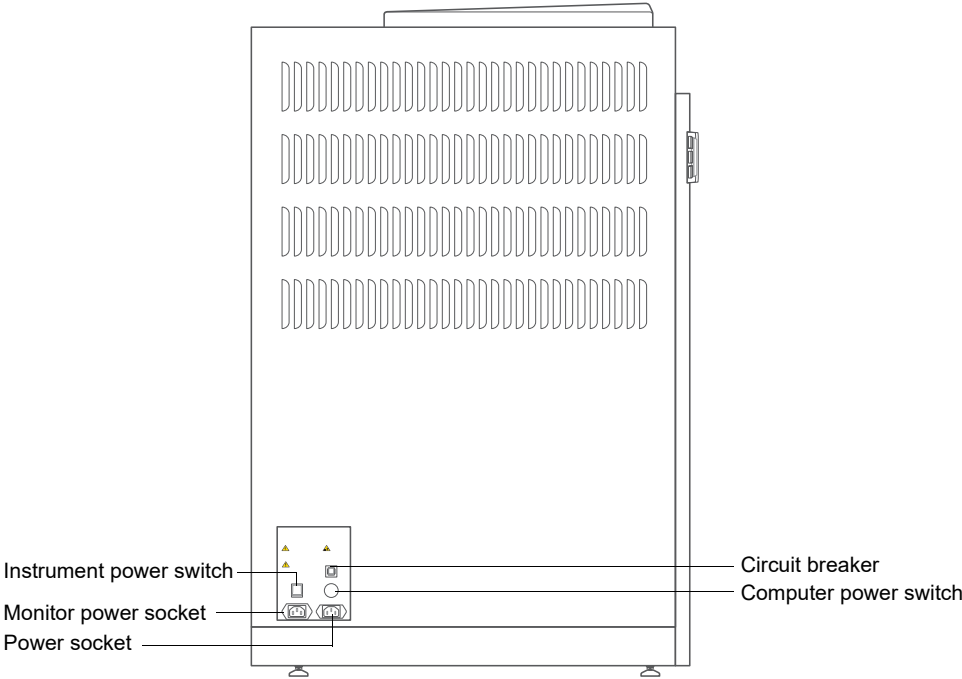 Instrument power switch
Monitor power socket
Power socket
Circuit breaker
Computer power switch